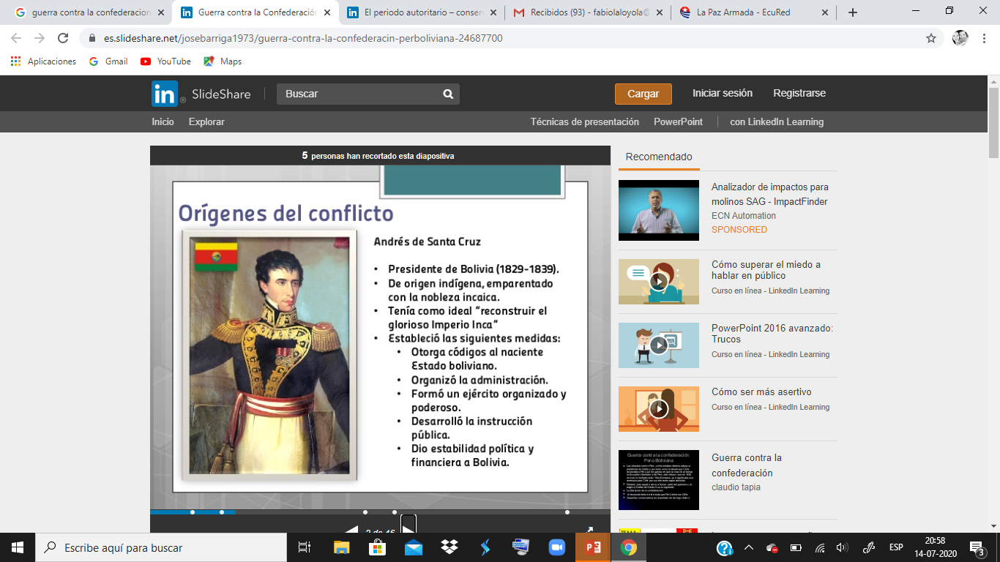 guerra contra la confederacion
Guerra contra la Confederación
El periodo autoritario – conser
Recibidos (93) - fabiolaloyola@
La Paz Armada - EcuRed
es.slideshare.net/josebarriga1973/guerra-contra-la-confederacin-perboliviana-24687700
Aplicaciones
Gmail
YouTube
Maps
in SlideShare
Buscar
Cargar
Iniciar sesión
Registrarse
Inicio
Explorar
Técnicas de presentación
PowerPoint
con LinkedIn Learning
5 personas han recortado esta diapositiva
Orígenes del conflicto
Andrés de Santa Cruz
• Presidente de Bolivia (1829-1839).
• De origen indígena, emparentado
con la nobleza incaica.
• Tenía como ideal “reconstruir el
glorioso Imperio Inca”
• Estableció las siguientes medidas:
• Otorga códigos al naciente
Estado boliviano.
• Organizó la administración.
• Formó un ejército organizado y
poderoso.
• Desarrolló la instrucción
pública.
• Dio estabilidad política y
financiera a Bolivia.
Recomendado
Analizador de impactos para
molinos SAG - ImpactFinder
ECN Automation
SPONSORED
Cómo superar el miedo a
hablar en público
Curso en línea - LinkedIn Learning
PowerPoint 2016 avanzado:
Trucos
Curso en línea - LinkedIn Learning
Cómo ser más asertivo
Curso en línea - LinkedIn Learning
Guerra contra la confederación
Perú-Boliviana
Guerra contra la
confederación
claudio tapia
Escribe aquí para buscar
ESP
20:58
14-07-2020
3